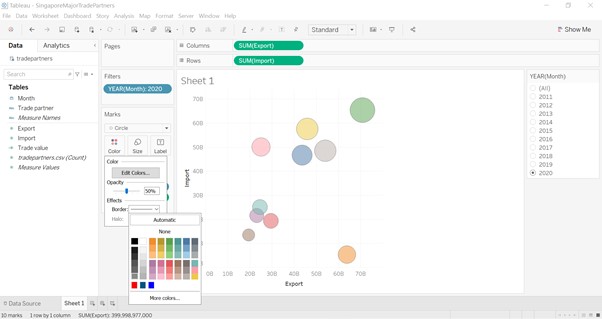 Tableau - SingaporeMajorTradePartners
File Data Worksheet Dashboard Story Analysis Map Format Server Window Help
Standard
Show Me
Data Analytics
tradepartners
Search
Tables
Month
Trade partner
Measure Names
Export
Import
Trade value
tradepartners.csv (Count)
Measure Values
Pages
Filters
YEAR(Month): 2020
Marks
Circle
Color Size Label
Color
Edit Colors...
Opacity
50%
Effects
Border:
Halo:
Automatic
None
More colors...
Columns SUM(Export)
Rows SUM(Import)
Sheet 1
70B
60B
50B
40B
30B
Import
10B 20B 30B 40B 50B 60B 70B
Export
YEAR(Month)
(All)
2011
2012
2013
2014
2015
2016
2017
2018
2019
2020
Data Source Sheet 1
10 marks 1 row by 1 column SUM(Export): 399,998,977,000